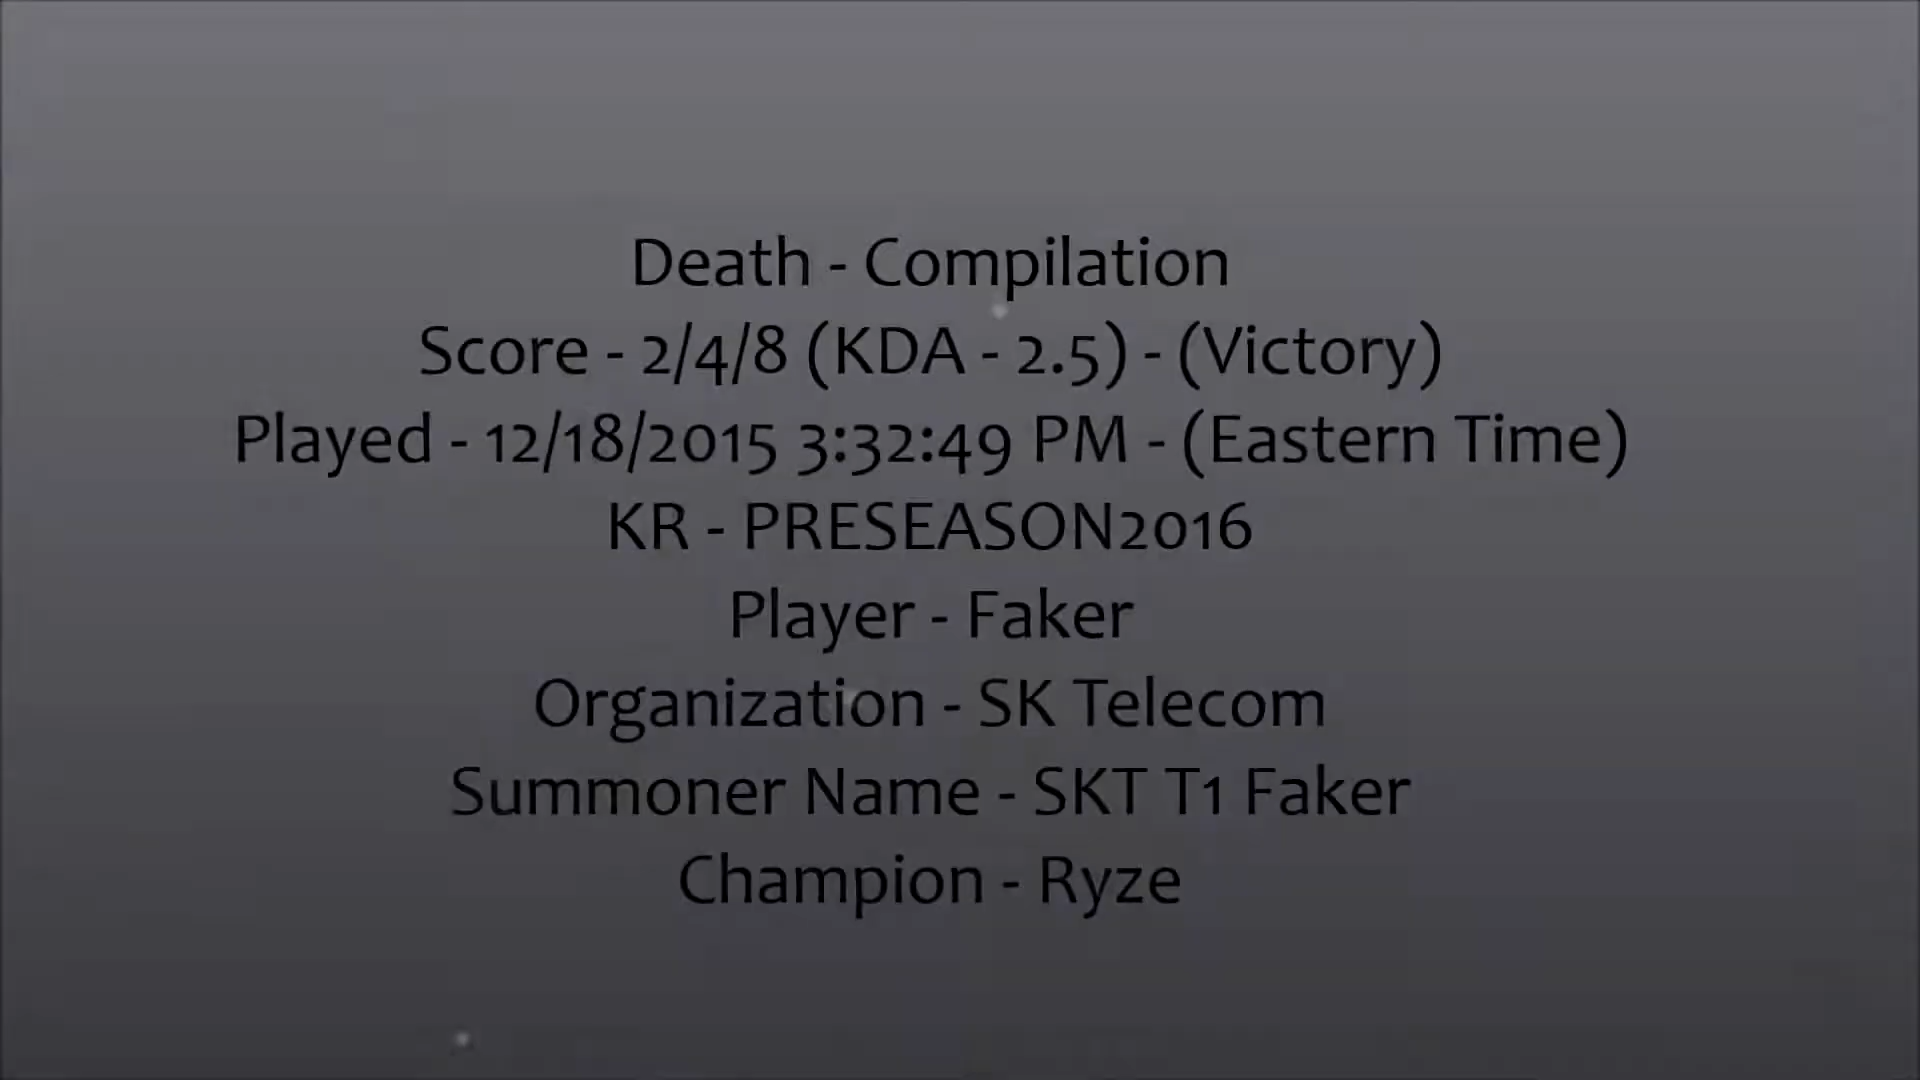 Death - Compilation
Score - 2/4/8 (KDA - 2.5) - (Victory)
Played - 12/18/2015 3:32:49 PM - (Eastern Time)
KR - PRESEASON2016
Player - Faker
Organization - SK Telecom
Summoner Name - SKT T1 Faker
Champion - Ryze